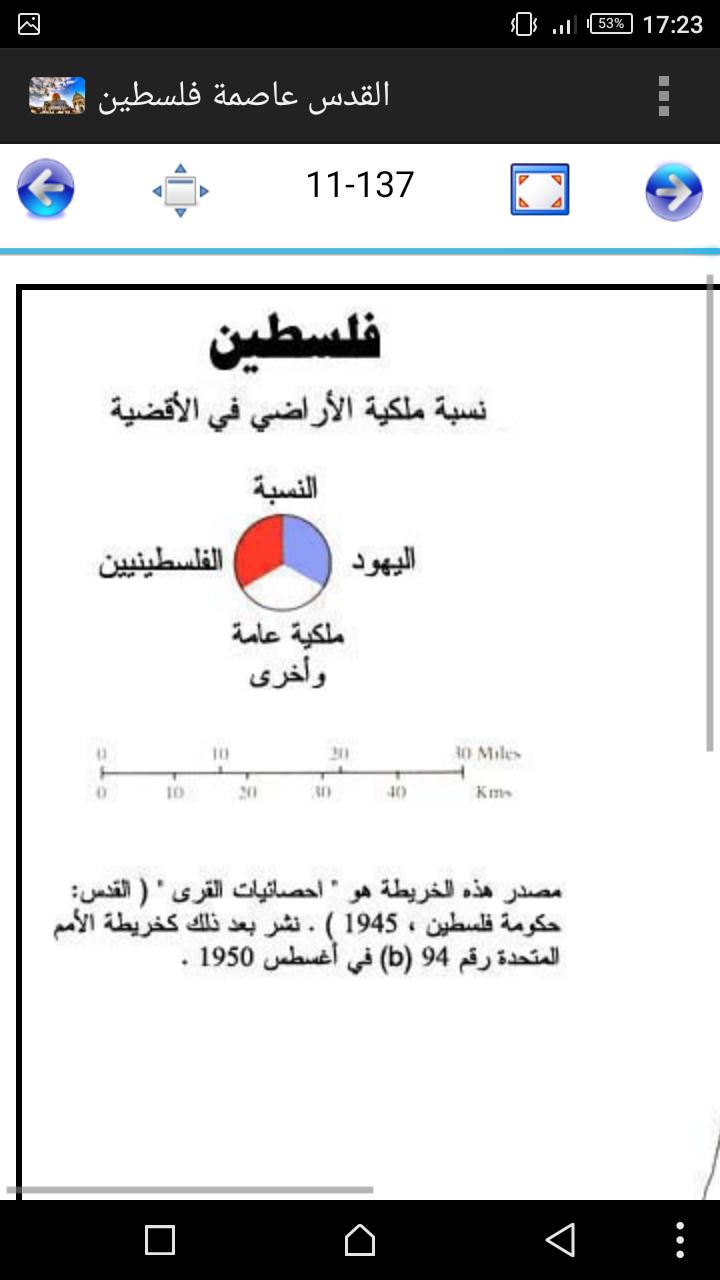 53% 17:23
القدس عاصمة فلسطين
11-137
فلسطين
نسبة ملكية الأراضي في الأقضية
النسبة
اليهود
الفلسطينيين
ملكية عامة
وأخرى
0 10 20 30 Miles
0 10 20 30 40 Kms
مصدر هذه الخريطة هو " احصائيات القرى " ( القدس:
حكومة فلسطين ، 1945 ) . نشر بعد ذلك كخريطة الأمم
المتحدة رقم 94 (b) في أغسطس 1950 .